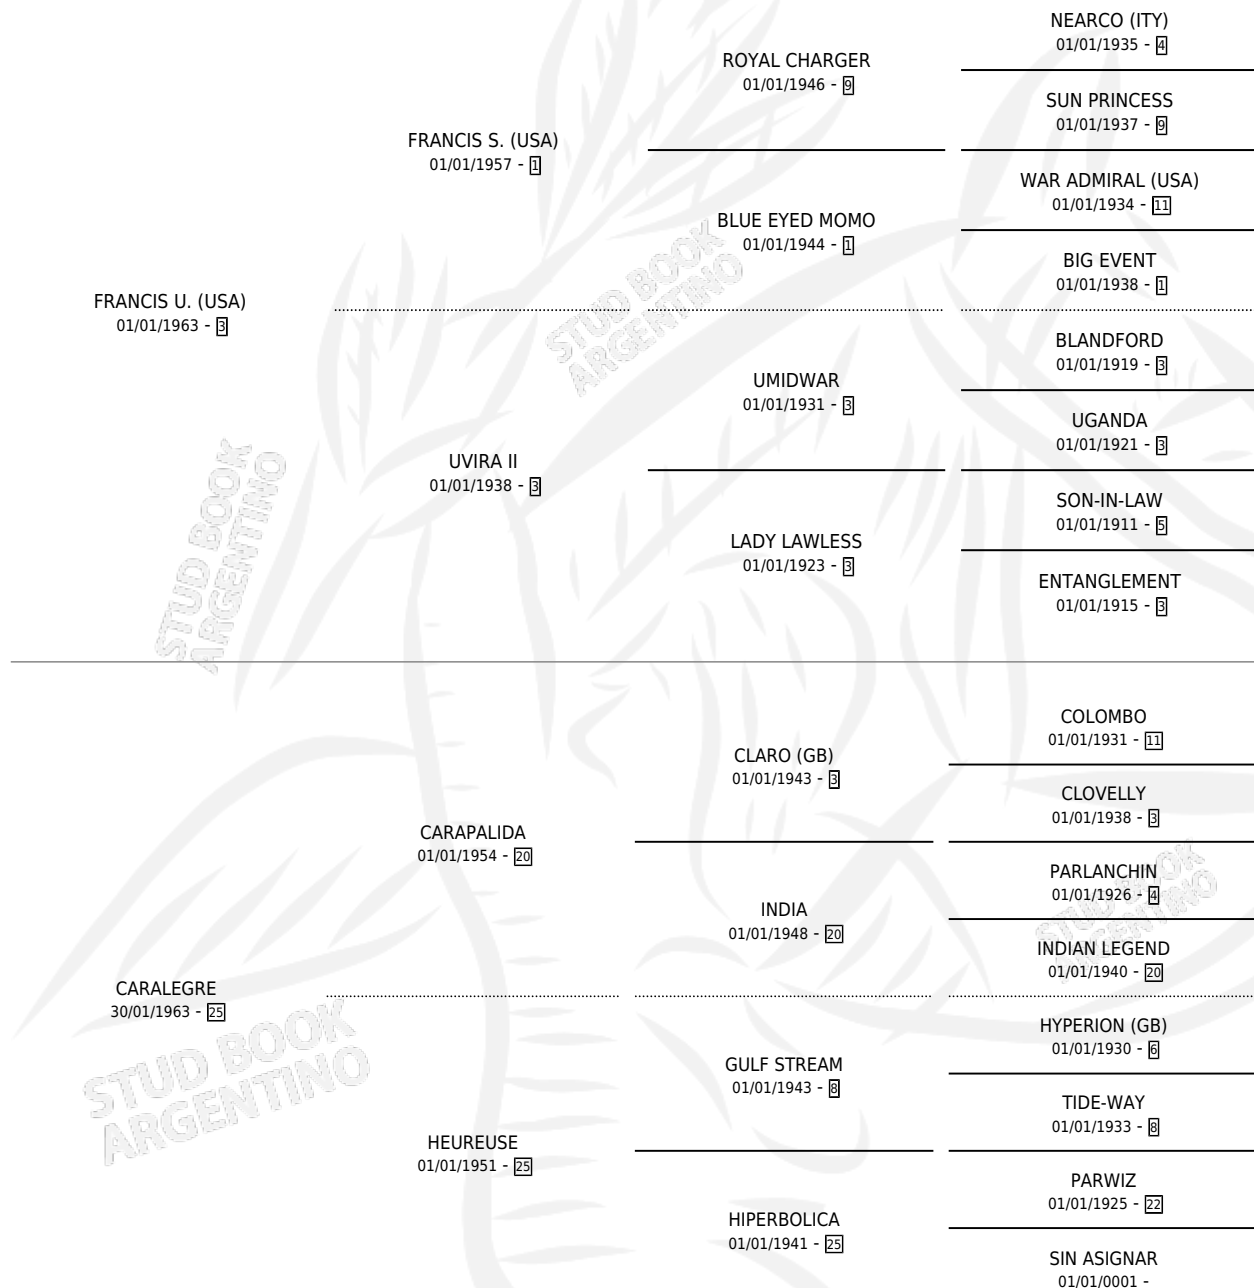 NEARCO (ITY)
01/01/1935 - 4
ROYAL CHARGER
01/01/1946 - 9
SUN PRINCESS
01/01/1937 - 9
FRANCIS S. (USA)
01/01/1957 - 1
WAR ADMIRAL (USA)
01/01/1934 - 11
BLUE EYED MOMO
01/01/1944 - 1
BIG EVENT
01/01/1938 - 1
FRANCIS U. (USA)
01/01/1963 - 3
STUD BOOK
ARGENTINO
BLANDFORD
01/01/1919 - 3
UMIDWAR
01/01/1931 - 3
UGANDA
01/01/1921 - 3
UVIRA II
01/01/1938 - 3
SON-IN-LAW
01/01/1911 - 5
LADY LAWLESS
01/01/1923 - 3
ENTANGLEMENT
01/01/1915 - 3
STUD BOOK
ARGENTINO
COLOMBO
01/01/1931 - 11
CLARO (GB)
01/01/1943 - 3
CLOVELLY
01/01/1938 - 3
CARAPALIDA
01/01/1954 - 20
PARLANCHIN
01/01/1926 - 4
INDIA
01/01/1948 - 20
STUD BOOK
ARGENTINO
INDIAN LEGEND
01/01/1940 - 20
CARALEGRE
30/01/1963 - 25
HYPERION (GB)
01/01/1930 - 6
GULF STREAM
01/01/1943 - 8
TIDE-WAY
01/01/1933 - 8
STUD BOOK
ARGENTINO
HEUREUSE
01/01/1951 - 25
PARWIZ
01/01/1925 - 22
HIPERBOLICA
01/01/1941 - 25
SIN ASIGNAR
01/01/0001 -